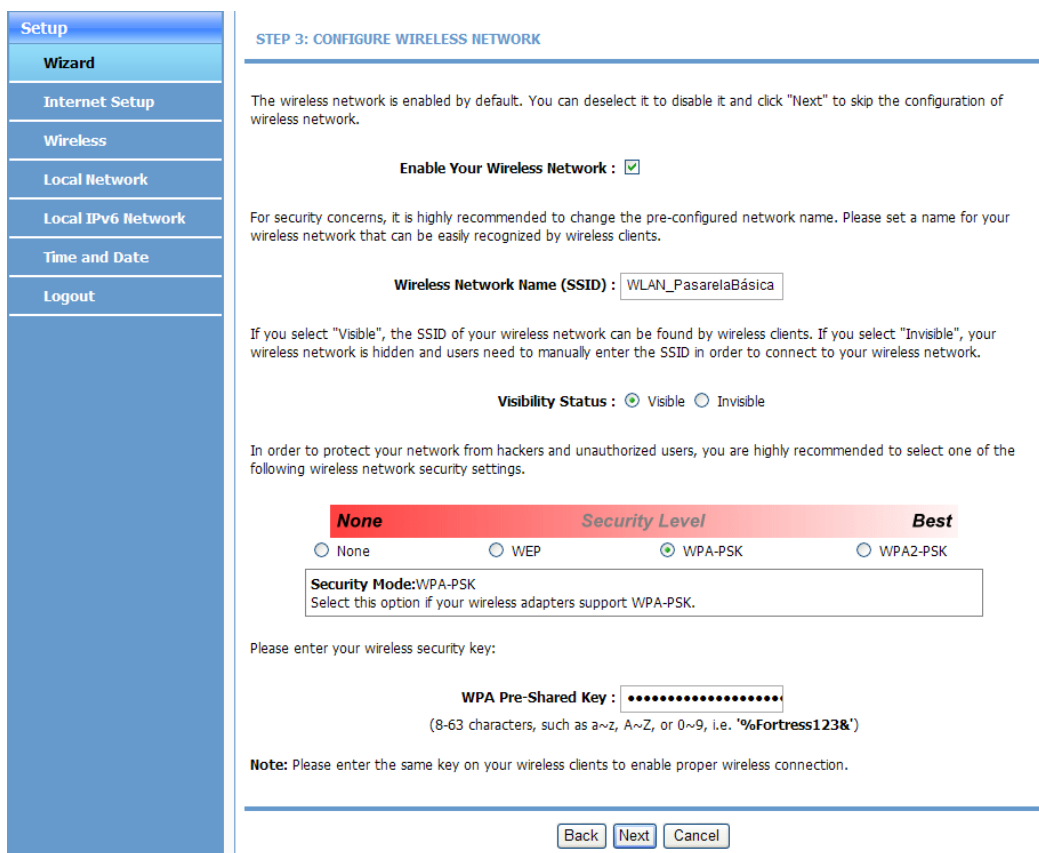 Setup
Wizard
Internet Setup
Wireless
Local Network
Local IPv6 Network
Time and Date
Logout
STEP 3: CONFIGURE WIRELESS NETWORK
The wireless network is enabled by default. You can deselect it to disable it and click "Next" to skip the configuration of
wireless network.
Enable Your Wireless Network :
For security concerns, it is highly recommended to change the pre-configured network name. Please set a name for your
wireless network that can be easily recognized by wireless clients.
Wireless Network Name (SSID) : WLAN_PasarelaBásica
If you select "Visible", the SSID of your wireless network can be found by wireless clients. If you select "Invisible", your
wireless network is hidden and users need to manually enter the SSID in order to connect to your wireless network.
Visibility Status : Visible Invisible
In order to protect your network from hackers and unauthorized users, you are highly recommended to select one of the
following wireless network security settings.
None Security Level Best
None WEP WPA-PSK WPA2-PSK
Security Mode:WPA-PSK
Select this option if your wireless adapters support WPA-PSK.
Please enter your wireless security key:
WPA Pre-Shared Key : ••••••••••••••••••••
(8-63 characters, such as a~z, A~Z, or 0~9, i.e. '%Fortress123&')
Note: Please enter the same key on your wireless clients to enable proper wireless connection.
Back Next Cancel